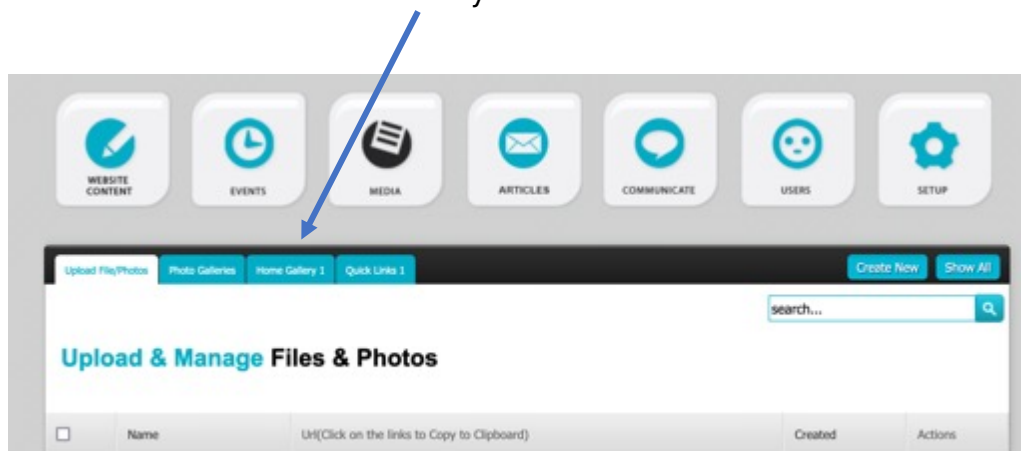 WEBSITE
CONTENT
EVENTS
MEDIA
ARTICLES
COMMUNICATE
USERS
SETUP
Upload File/Photos Photo Galleries Home Gallery 1 Quick Links 1 Create New Show All
search...
Upload & Manage Files & Photos
Name Url(Click on the links to Copy to Clipboard) Created Actions